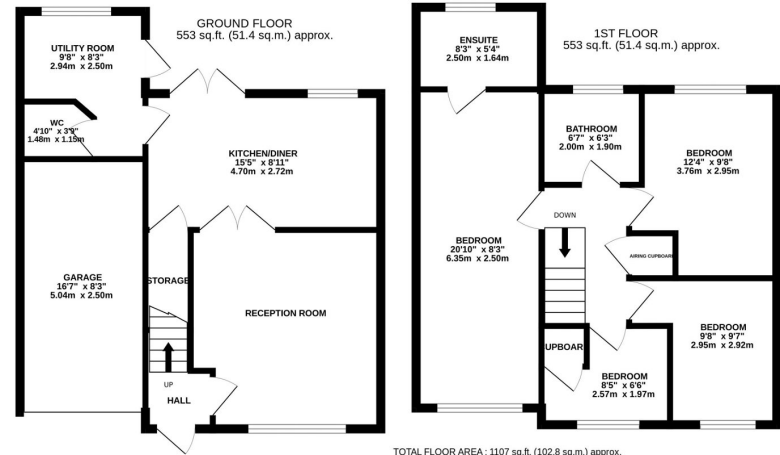 GROUND FLOOR
553 sq.ft. (51.4 sq.m.) approx.
UTILITY ROOM
9'8" x 8'3"
2.94m x 2.50m
WC
4'10" x 3'9"
1.48m x 1.15m
KITCHEN/DINER
15'5" x 8'11"
4.70m x 2.72m
GARAGE
16'7" x 8'3"
5.04m x 2.50m
STORAGE
RECEPTION ROOM
UP
HALL
1ST FLOOR
553 sq.ft. (51.4 sq.m.) approx.
ENSUITE
8'3" x 5'4"
2.50m x 1.64m
BATHROOM
6'7" x 6'3"
2.00m x 1.90m
BEDROOM
12'4" x 9'8"
3.76m x 2.95m
DOWN
BEDROOM
20'10" x 8'3"
6.35m x 2.50m
AIRING CUPBOAR
UPBOAR
BEDROOM
9'8" x 9'7"
2.95m x 2.92m
BEDROOM
8'5" x 6'6"
2.57m x 1.97m
TOTAL FLOOR AREA : 1107 sq.ft. (102.8 sq.m.) approx.